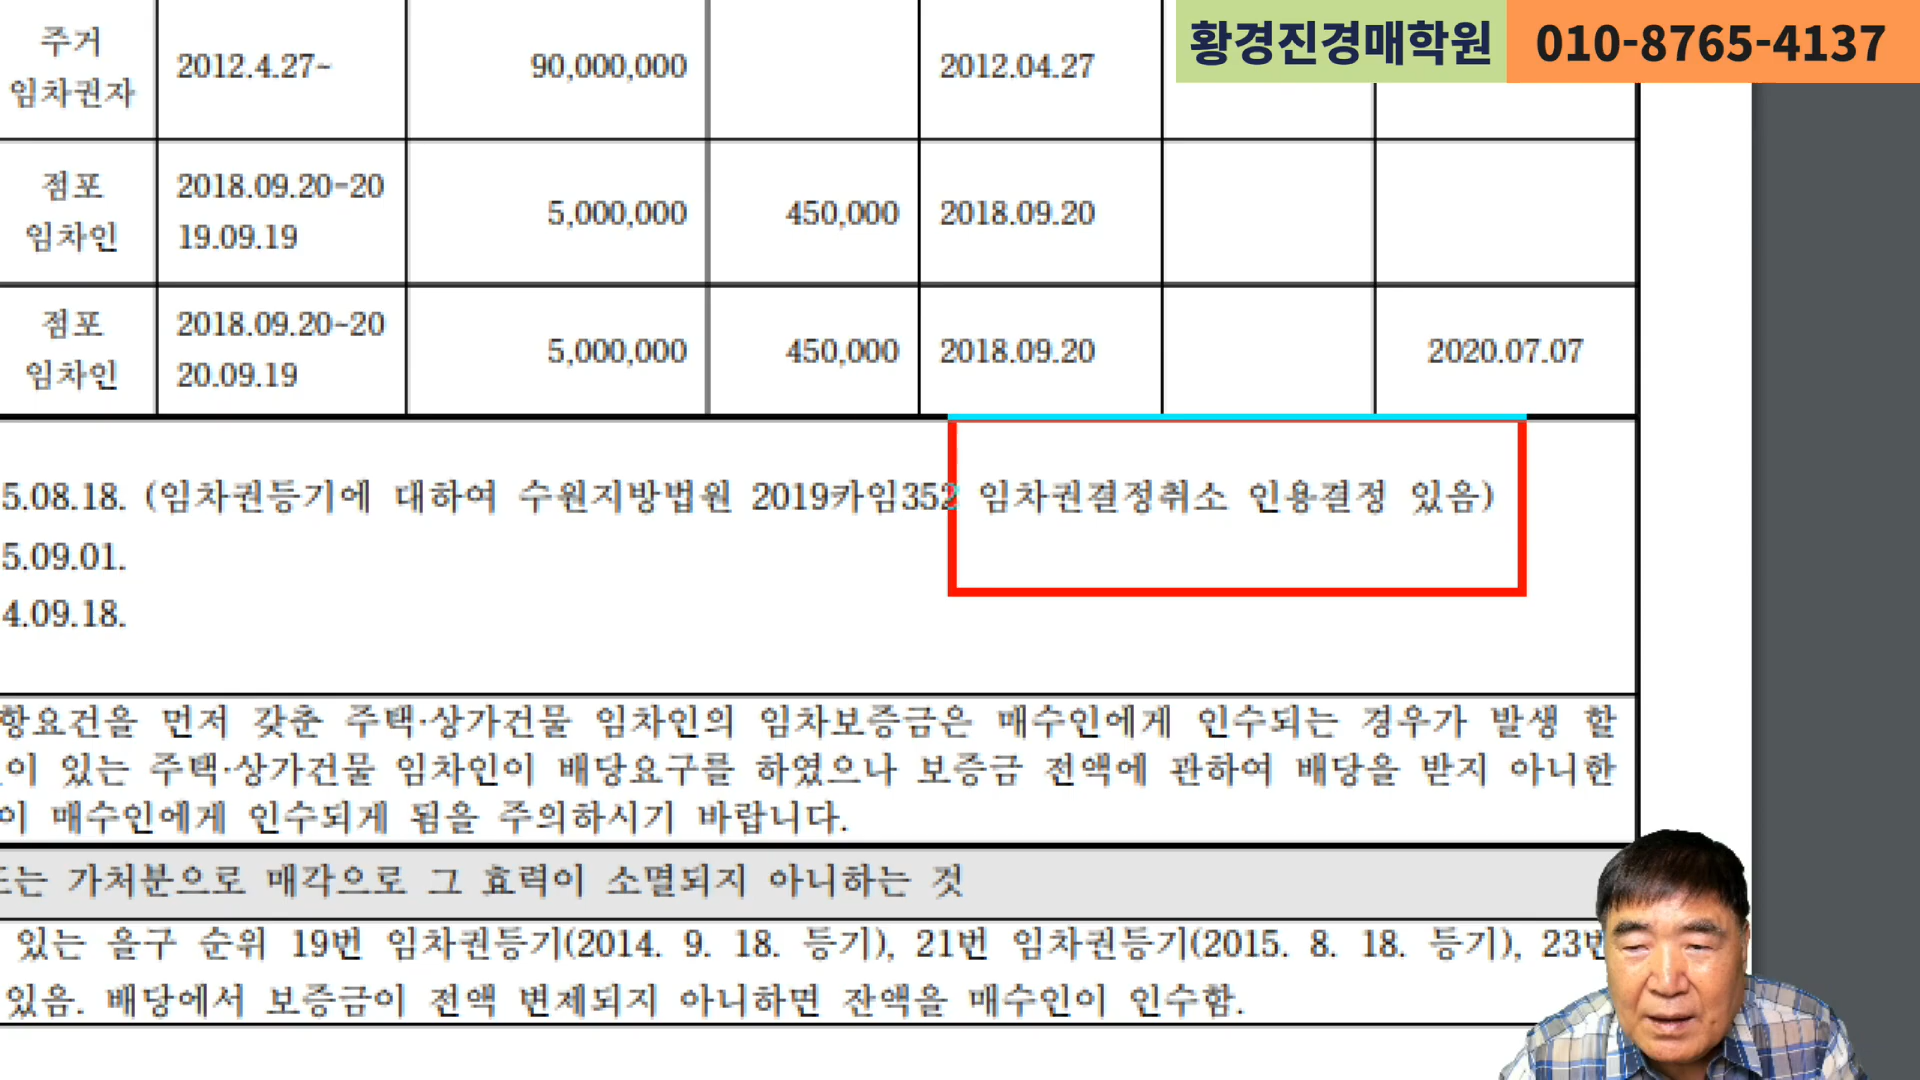 황경진경매학원 010-8765-4137
주거 임차권자 2012.4.27~ 90,000,000 2012.04.27
점포 임차인 2018.09.20-20 19.09.19 5,000,000 450,000 2018.09.20
점포 임차인 2018.09.20~20 20.09.19 5,000,000 450,000 2018.09.20 2020.07.07
5.08.18. (임차권등기에 대하여 수원지방법원 2019카임352 임차권결정취소 인용결정 있음)
5.09.01.
4.09.18.
항요건을 먼저 갖춘 주택·상가건물 임차인의 임차보증금은 매수인에게 인수되는 경우가 발생 할
이 있는 주택·상가건물 임차인이 배당요구를 하였으나 보증금 전액에 관하여 배당을 받지 아니한
이 매수인에게 인수되게 됨을 주의하시기 바랍니다.
는 가처분으로 매각으로 그 효력이 소멸되지 아니하는 것
있는 을구 순위 19번 임차권등기(2014. 9. 18. 등기), 21번 임차권등기(2015. 8. 18. 등기), 23번
있음. 배당에서 보증금이 전액 변제되지 아니하면 잔액을 매수인이 인수함.